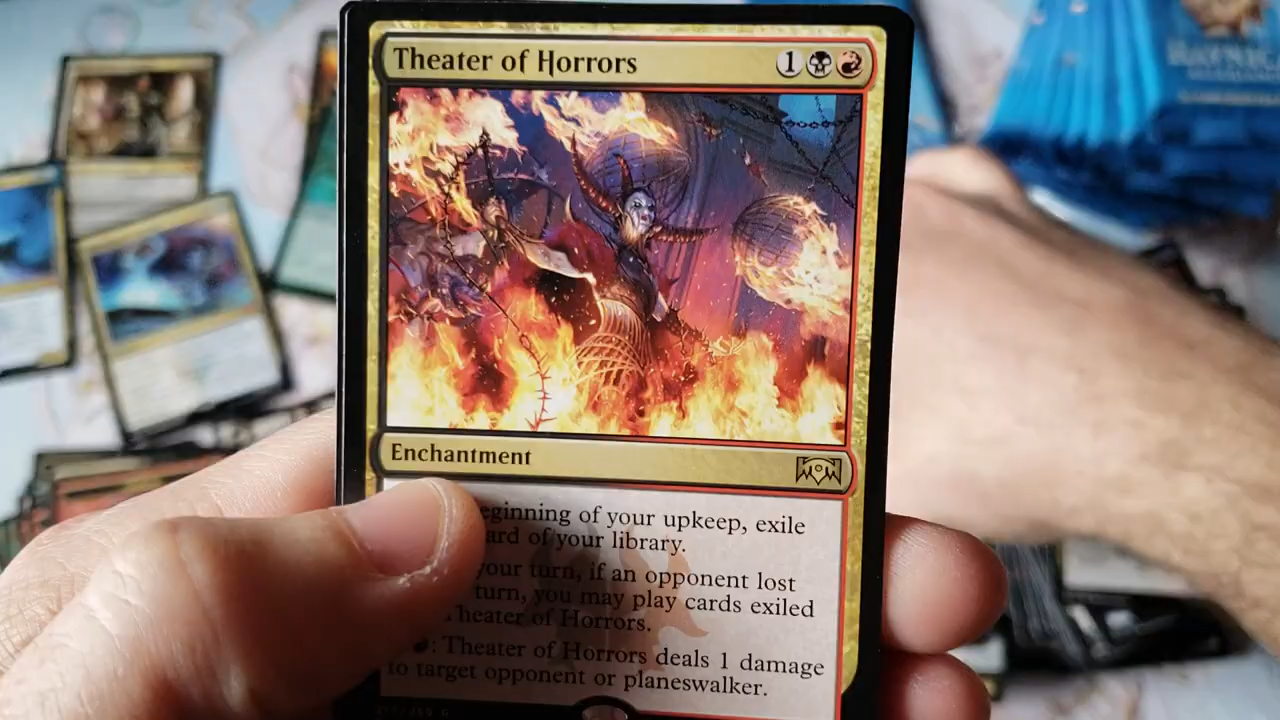 Theater of Horrors 1
Enchantment
eginning of your upkeep, exile
ard of your library.
your turn, if an opponent lost
turn, you may play cards exiled
heater of Horrors.
: Theater of Horrors deals 1 damage
to target opponent or planeswalker.
RAVNICA